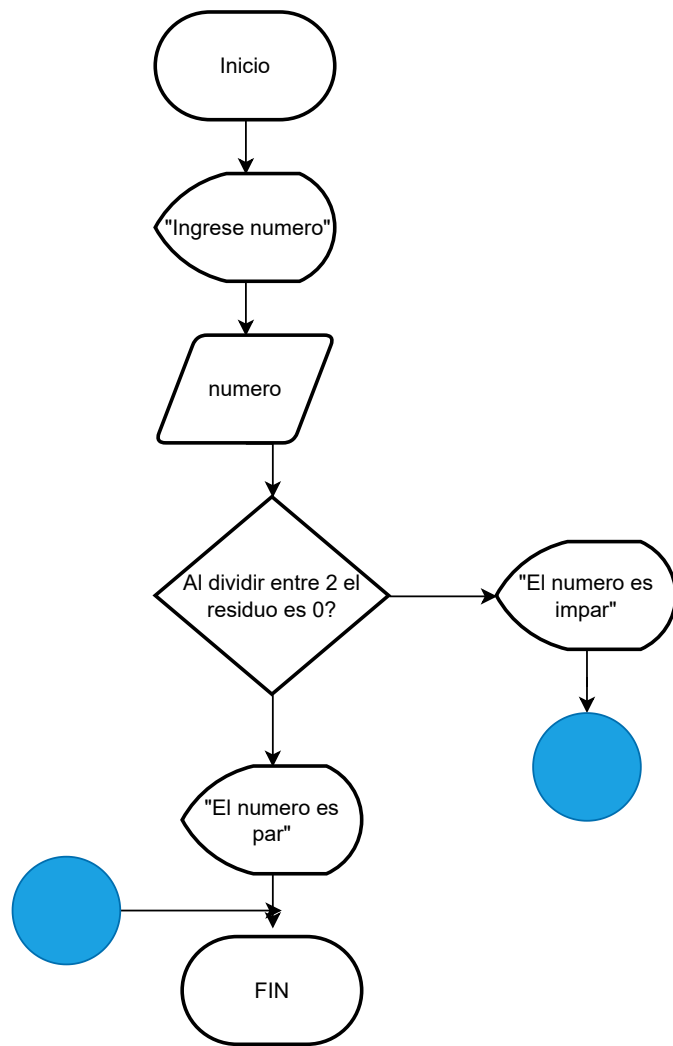 Inicio
"Ingrese numero"
numero
Al dividir entre 2 el
residuo es 0?
"El numero es
impar"
"El numero es
par"
FIN